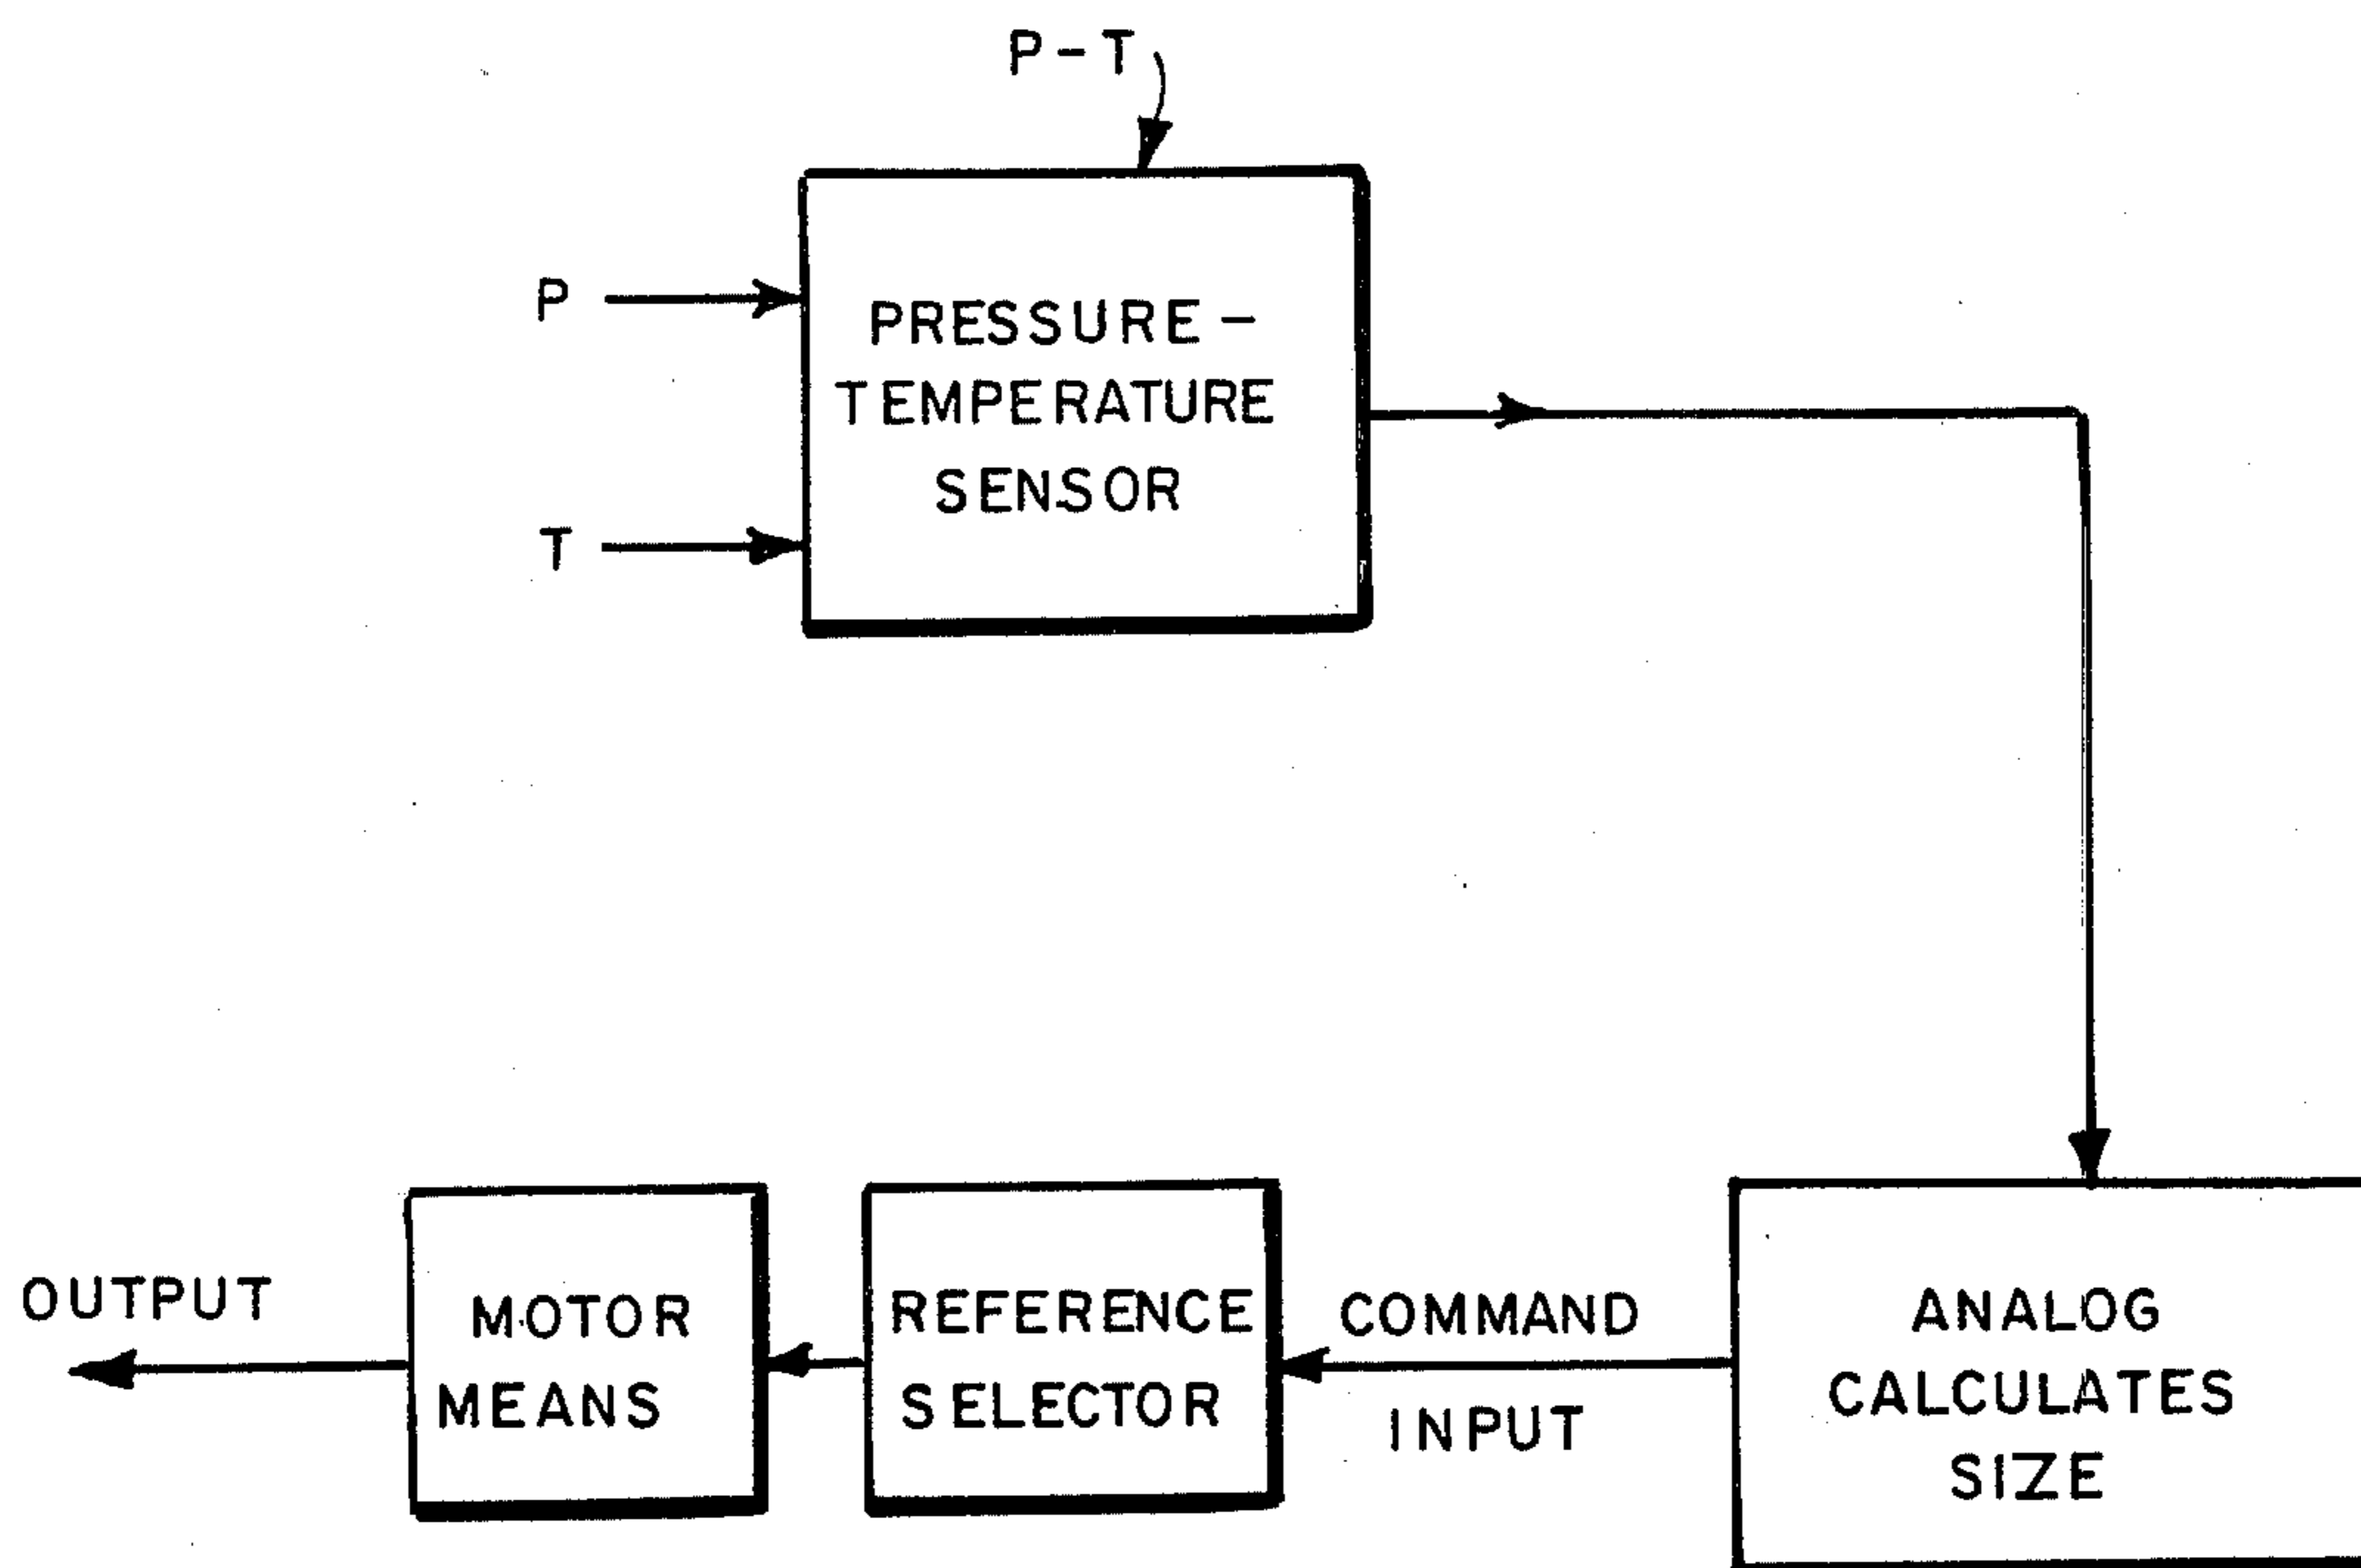 P-T
P
PRESSURE-
TEMPERATURE
SENSOR
T
OUTPUT
MOTOR
MEANS
REFERENCE
SELECTOR
COMMAND
INPUT
ANALOG
CALCULATES
SIZE